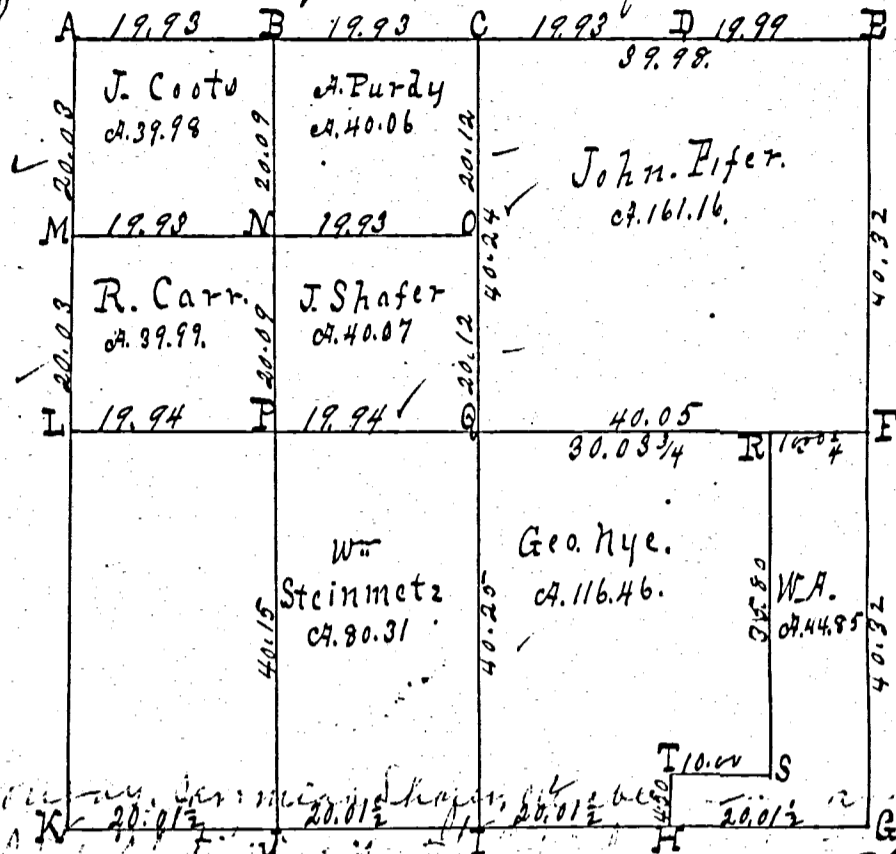 A 19.93 B 19.93 C 19.93 D 19.99 E
39.98.
J. Coots
A. 39.98
A. Purdy
A. 40.06
John. Pifer.
A. 161.16.
20.03
20.09
20.12
40.24
40.32
M 19.93 N 19.93 O
R. Carr.
A. 39.99.
J. Shafer
A. 40.07
20.03
20.09
20.12
L 19.94 P 19.94 Q 40.05 F
30.03 3/4 R
Wm
Steinmetz
A. 80.31
Geo. Nye.
A. 116.46.
W.A.
A. 44.85
40.15
40.25
35.80
40.32
T 10.00 S
4.50
K 20.01 1/2 20.01 1/2 I 20.01 1/2 H 20.01 1/2 G